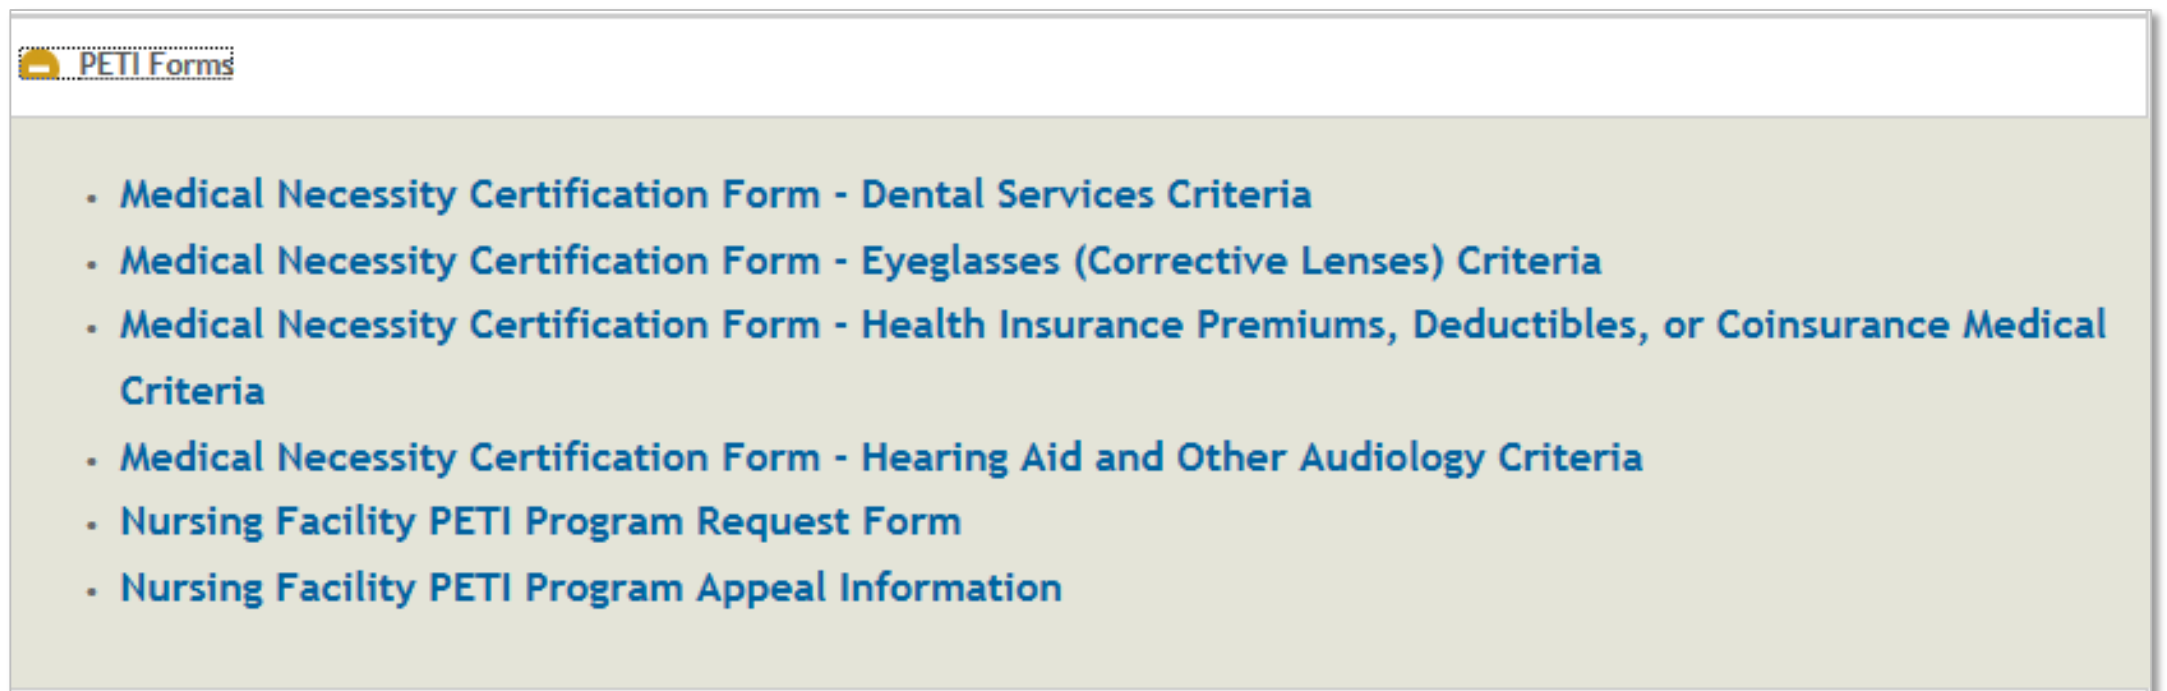 PETI Forms
Medical Necessity Certification Form - Dental Services Criteria
Medical Necessity Certification Form - Eyeglasses (Corrective Lenses) Criteria
Medical Necessity Certification Form - Health Insurance Premiums, Deductibles, or Coinsurance Medical
Criteria
Medical Necessity Certification Form - Hearing Aid and Other Audiology Criteria
Nursing Facility PETI Program Request Form
Nursing Facility PETI Program Appeal Information